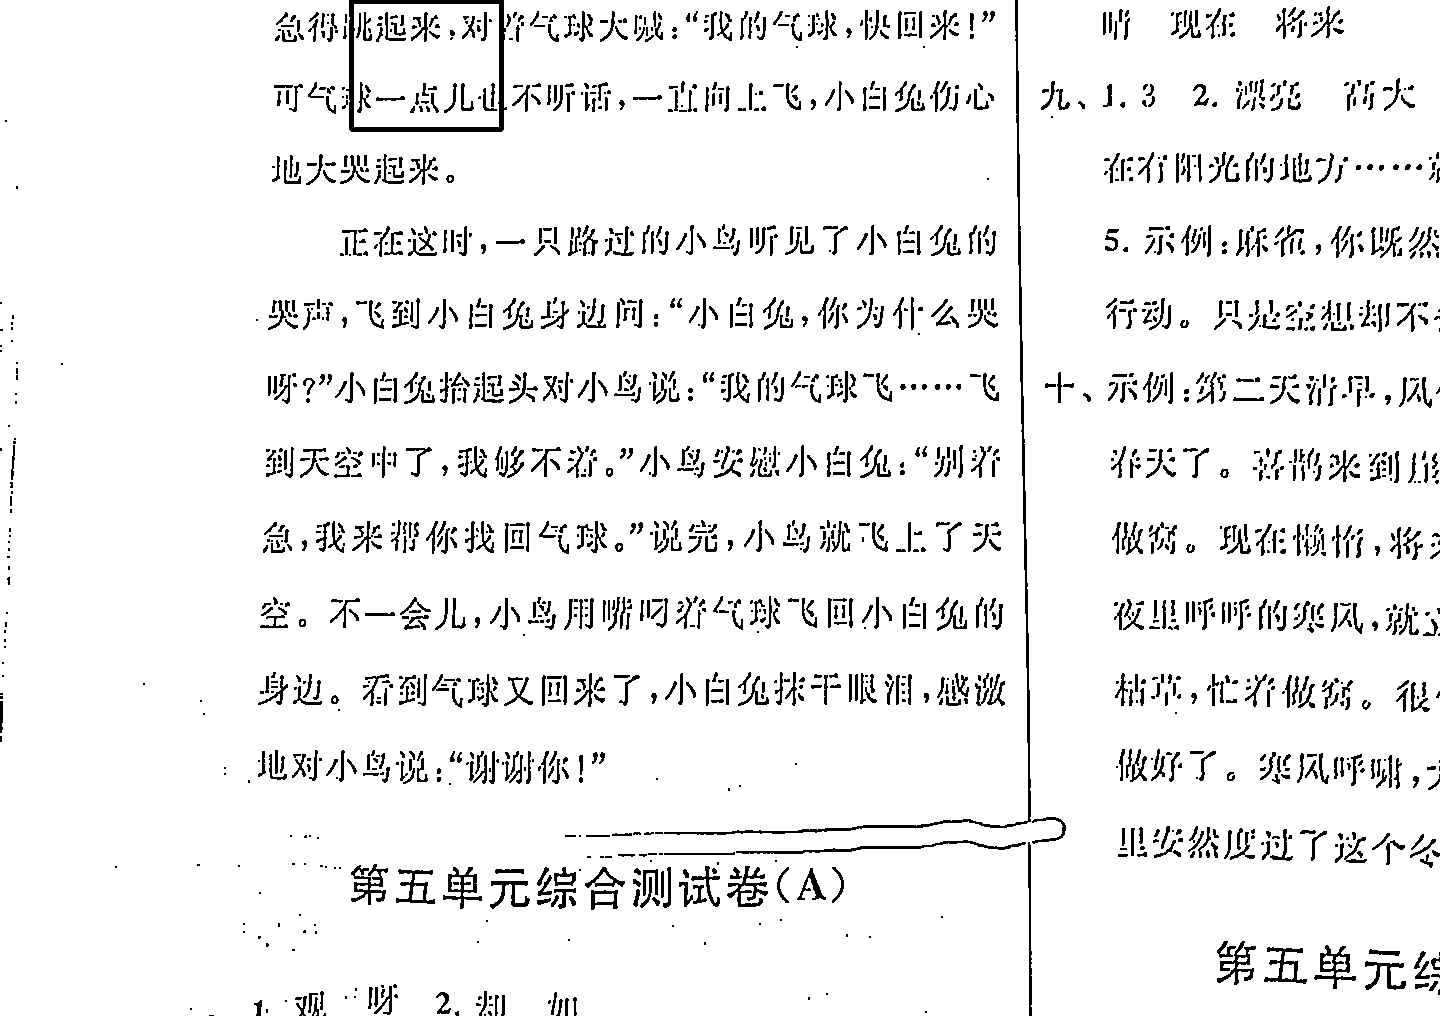 急得跳起来，对着气球大喊：“我的气球，快回来！”
可气球一点儿也不听话，一直向上飞，小白兔伤心
地大哭起来。
正在这时，一只路过的小鸟听见了小白兔的
哭声，飞到小白兔身边问：“小白兔，你为什么哭
呀？”小白兔抬起头对小鸟说：“我的气球飞……飞
到天空中了，我够不着。”小鸟安慰小白兔：“别着
急，我来帮你找回气球。”说完，小鸟就飞上了天
空。不一会儿，小鸟用嘴叼着气球飞回小白兔的
身边。看到气球又回来了，小白兔抹干眼泪，感激
地对小鸟说：“谢谢你！”
第五单元综合测试卷（A）
1. 观 呀 2. 却 如
晴 现在 将来
九、1. 3 2. 漂亮 高大
在有阳光的地方……
5. 示例：麻雀，你既然
行动。只是空想却不
十、示例：第二天清早，风
春天了。喜鹊来到崖
做窝。现在懒惰，将
夜里呼呼的寒风，就立
枯草，忙着做窝。很
做好了。寒风呼啸，
里安然度过了这个冬
第五单元综